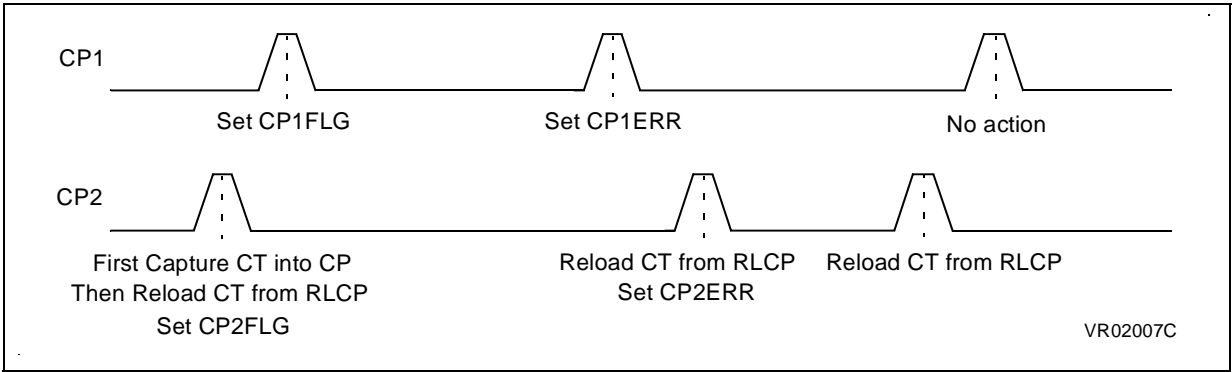 CP1
Set CP1FLG
Set CP1ERR
No action
CP2
First Capture CT into CP
Then Reload CT from RLCP
Set CP2FLG
Reload CT from RLCP
Set CP2ERR
Reload CT from RLCP
VR02007C